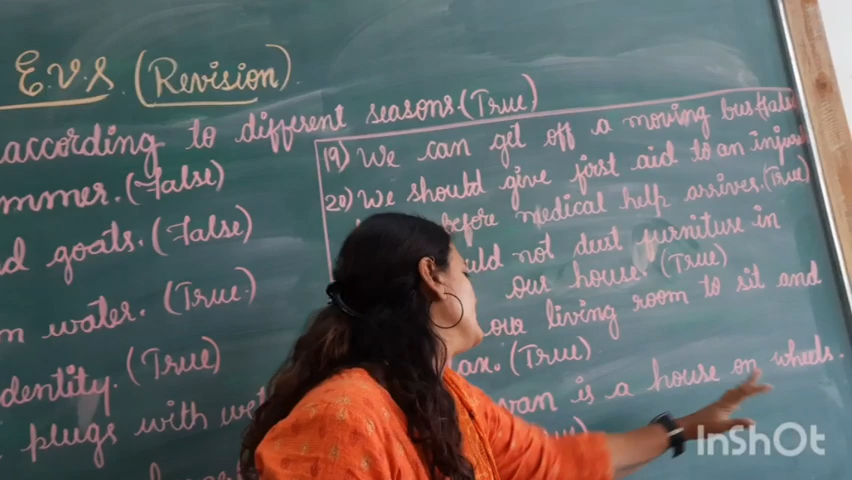 E.V.S. (Revision).
according to different seasons (True)
mmer. (False)
goats. (False)
water. (True.)
dentity. (True)
plugs with wet
19) We can get off a moving bus. (False
20) We should give first aid to an injure
before medical help arrives. (True)
uld not dust furniture in
our house. (True)
our living room to sit and
ax. (True)
van is a house on wheels.
InShot